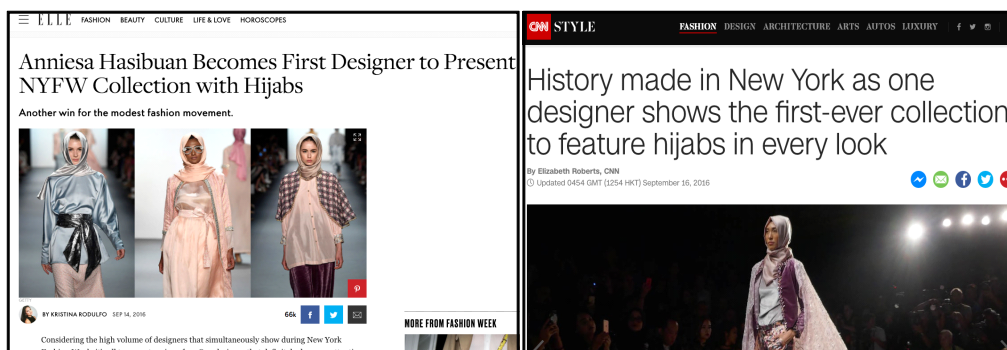 ELLE FASHION BEAUTY CULTURE LIFE & LOVE HOROSCOPES
Anniesa Hasibuan Becomes First Designer to Present
NYFW Collection with Hijabs
Another win for the modest fashion movement.
BY KRISTINA RODULFO SEP 14, 2016
66k
MORE FROM FASHION WEEK
Considering the high volume of designers that simultaneously show during New York
CNN STYLE FASHION DESIGN ARCHITECTURE ARTS AUTOS LUXURY
History made in New York as one
designer shows the first-ever collection
to feature hijabs in every look
By Elizabeth Roberts, CNN
Updated 0454 GMT (1254 HKT) September 16, 2016